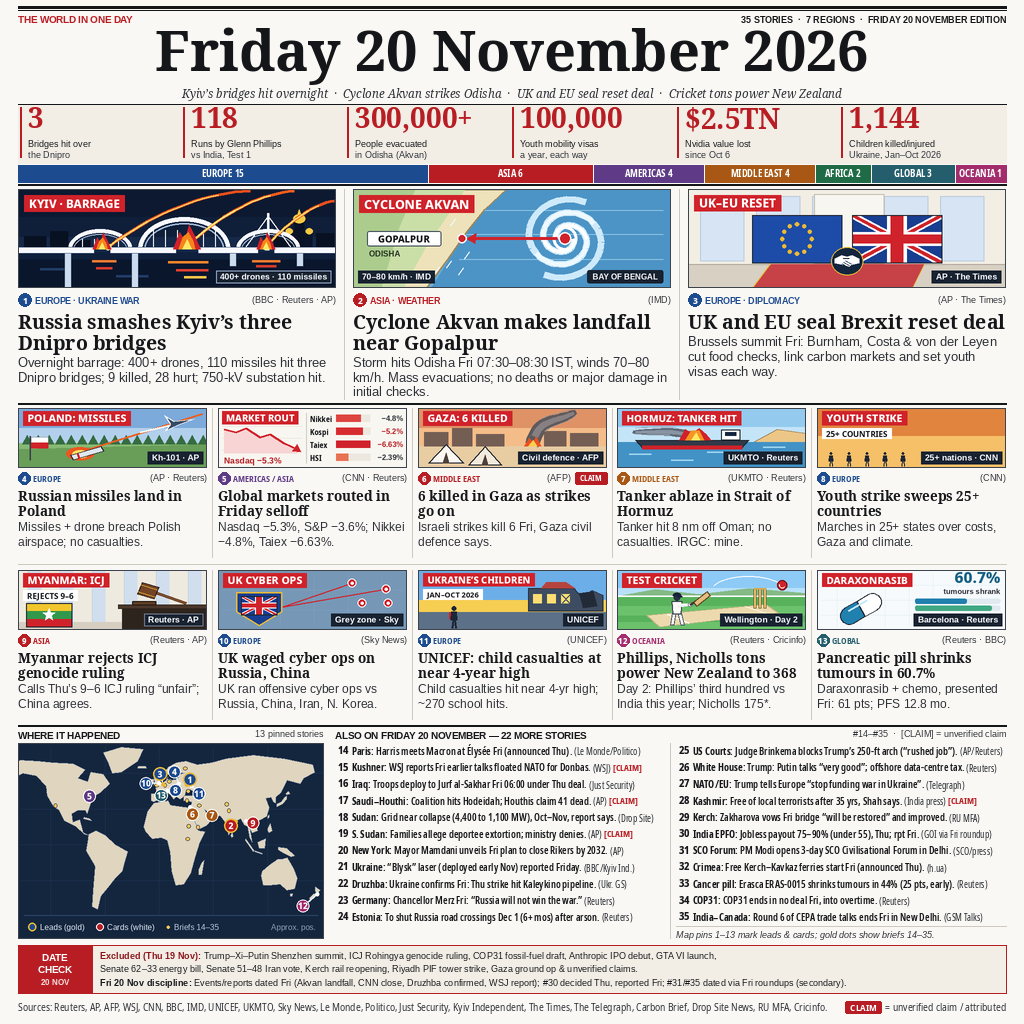 THE WORLD IN ONE DAY
35 STORIES · 7 REGIONS · FRIDAY 20 NOVEMBER EDITION
Friday 20 November 2026
Kyiv’s bridges hit overnight · Cyclone Akvan strikes Odisha · UK and EU seal reset deal · Cricket tons power New Zealand
3
Bridges hit over
the Dnipro
118
Runs by Glenn Phillips
vs India, Test 1
300,000+
People evacuated
in Odisha (Akvan)
100,000
Youth mobility visas
a year, each way
$2.5TN
Nvidia value lost
since Oct 6
1,144
Children killed/injured
Ukraine, Jan–Oct 2026
EUROPE 15
ASIA 6
AMERICAS 4
MIDDLE EAST 4
AFRICA 2
GLOBAL 3
OCEANIA 1
KYIV · BARRAGE
400+ drones · 110 missiles
1 EUROPE · UKRAINE WAR (BBC · Reuters · AP)
Russia smashes Kyiv’s three
Dnipro bridges
Overnight barrage: 400+ drones, 110 missiles hit three
Dnipro bridges; 9 killed, 28 hurt; 750-kV substation hit.
CYCLONE AKVAN
GOPALPUR
ODISHA
70–80 km/h · IMD
BAY OF BENGAL
2 ASIA · WEATHER (IMD)
Cyclone Akvan makes landfall
near Gopalpur
Storm hits Odisha Fri 07:30–08:30 IST, winds 70–80
km/h. Mass evacuations; no deaths or major damage in
initial checks.
UK–EU RESET
AP · The Times
3 EUROPE · DIPLOMACY (AP · The Times)
UK and EU seal Brexit reset deal
Brussels summit Fri: Burnham, Costa & von der Leyen
cut food checks, link carbon markets and set youth
visas each way.
POLAND: MISSILES
Kh-101 · AP
4 EUROPE (AP · Reuters)
Russian missiles land in
Poland
Missiles + drone breach Polish
airspace; no casualties.
MARKET ROUT
Nasdaq −5.3%
Nikkei −4.8%
Kospi −5.2%
Taiex −6.63%
HSI −2.39%
5 AMERICAS / ASIA (CNN · Reuters)
Global markets routed in
Friday selloff
Nasdaq −5.3%, S&P −3.6%; Nikkei
−4.8%, Taiex −6.63%.
GAZA: 6 KILLED
Civil defence · AFP
6 MIDDLE EAST (AFP) CLAIM
6 killed in Gaza as strikes
go on
Israeli strikes kill 6 Fri, Gaza civil
defence says.
HORMUZ: TANKER HIT
UKMTO · Reuters
7 MIDDLE EAST (UKMTO · Reuters)
Tanker ablaze in Strait of
Hormuz
Tanker hit 8 nm off Oman; no
casualties. IRGC: mine.
YOUTH STRIKE
25+ COUNTRIES
25+ nations · CNN
8 EUROPE (CNN)
Youth strike sweeps 25+
countries
Marches in 25+ states over costs,
Gaza and climate.
MYANMAR: ICJ
REJECTS 9–6
Reuters · AP
9 ASIA (Reuters · AP)
Myanmar rejects ICJ
genocide ruling
Calls Thu’s 9–6 ICJ ruling “unfair”;
China agrees.
UK CYBER OPS
Grey zone · Sky
10 EUROPE (Sky News)
UK waged cyber ops on
Russia, China
UK ran offensive cyber ops vs
Russia, China, Iran, N. Korea.
UKRAINE’S CHILDREN
JAN–OCT 2026
UNICEF
11 EUROPE (UNICEF)
UNICEF: child casualties at
near 4-year high
Child casualties hit near 4-yr high;
~270 school hits.
TEST CRICKET
Wellington · Day 2
12 OCEANIA (Reuters · Cricinfo)
Phillips, Nicholls tons
power New Zealand to 368
Day 2: Phillips’ third hundred vs
India this year; Nicholls 175*.
DARAXONRASIB
60.7%
tumours shrank
Barcelona · Reuters
13 GLOBAL (Reuters · BBC)
Pancreatic pill shrinks
tumours in 60.7%
Daraxonrasib + chemo, presented
Fri: 61 pts; PFS 12.8 mo.
WHERE IT HAPPENED 13 pinned stories
3 4 1 10 8 11 13 5 6 7 2 9 12
Leads (gold) Cards (white) Briefs 14–35 Approx. pos.
ALSO ON FRIDAY 20 NOVEMBER — 22 MORE STORIES
#14–#35 · [CLAIM] = unverified claim
14 Paris: Harris meets Macron at Élysée Fri (announced Thu). (Le Monde/Politico)
15 Kushner: WSJ reports Fri earlier talks floated NATO for Donbas. (WSJ) [CLAIM]
16 Iraq: Troops deploy to Jurf al-Sakhar Fri 06:00 under Thu deal. (Just Security)
17 Saudi–Houthi: Coalition hits Hodeidah; Houthis claim 41 dead. (AP) [CLAIM]
18 Sudan: Grid near collapse (4,400 to 1,100 MW), Oct–Nov, report says. (Drop Site)
19 S. Sudan: Families allege deportee extortion; ministry denies. (AP) [CLAIM]
20 New York: Mayor Mamdani unveils Fri plan to close Rikers by 2032. (AP)
21 Ukraine: “Blysk” laser (deployed early Nov) reported Friday. (BBC/Kyiv Ind.)
22 Druzhba: Ukraine confirms Fri: Thu strike hit Kaleykino pipeline. (Ukr. GS)
23 Germany: Chancellor Merz Fri: “Russia will not win the war.” (Reuters)
24 Estonia: To shut Russia road crossings Dec 1 (6+ mos) after arson. (Reuters)
25 US Courts: Judge Brinkema blocks Trump’s 250-ft arch (“rushed job”). (AP/Reuters)
26 White House: Trump: Putin talks “very good”; offshore data-centre tax. (Reuters)
27 NATO/EU: Trump tells Europe “stop funding war in Ukraine”. (Telegraph)
28 Kashmir: Free of local terrorists after 35 yrs, Shah says. (India press) [CLAIM]
29 Kerch: Zakharova vows Fri bridge “will be restored” and improved. (RU MFA)
30 India EPFO: Jobless payout 75–90% (under 55), Thu; rpt Fri. (GOI via Fri roundup)
31 SCO Forum: PM Modi opens 3-day SCO Civilisational Forum in Delhi. (SCO/press)
32 Crimea: Free Kerch–Kavkaz ferries start Fri (announced Thu). (h.ua)
33 Cancer pill: Erasca ERAS-0015 shrinks tumours in 44% (25 pts, early). (Reuters)
34 COP31: COP31 ends in no deal Fri, into overtime. (Reuters)
35 India–Canada: Round 6 of CEPA trade talks ends Fri in New Delhi. (GSM Talks)
Map pins 1–13 mark leads & cards; gold dots show briefs 14–35.
DATE
CHECK
20 NOV
Excluded (Thu 19 Nov): Trump–Xi–Putin Shenzhen summit, ICJ Rohingya genocide ruling, COP31 fossil-fuel draft, Anthropic IPO debut, GTA VI launch,
Senate 62–33 energy bill, Senate 51–48 Iran vote, Kerch rail reopening, Riyadh PIF tower strike, Gaza ground op & unverified claims.
Fri 20 Nov discipline: Events/reports dated Fri (Akvan landfall, CNN close, Druzhba confirmed, WSJ report); #30 decided Thu, reported Fri; #31/#35 dated via Fri roundups (secondary).
Sources: Reuters, AP, AFP, WSJ, CNN, BBC, IMD, UNICEF, UKMTO, Sky News, Le Monde, Politico, Just Security, Kyiv Independent, The Times, The Telegraph, Carbon Brief, Drop Site News, RU MFA, Cricinfo.
CLAIM = unverified claim / attributed